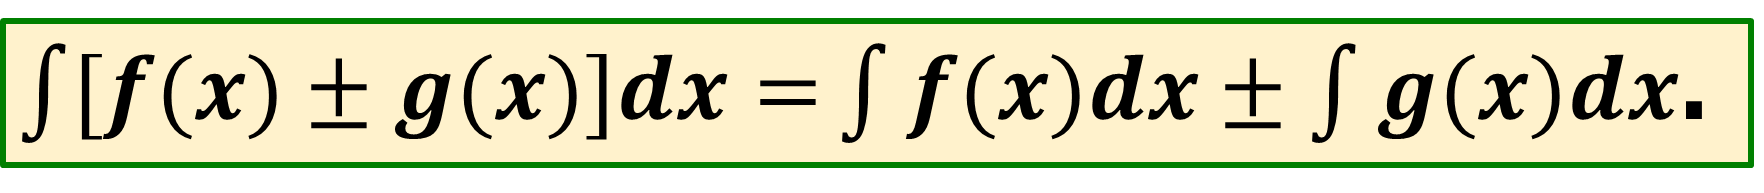 ∫[f(x) ± g(x)]dx = ∫ f(x)dx ± ∫ g(x)dx.